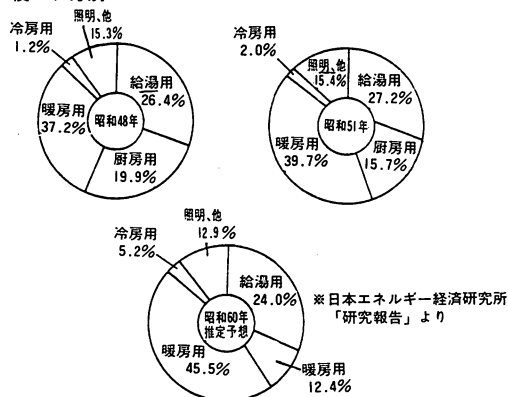 照明、他
15.3%
冷房用
1.2%
給湯用
26.4%
暖房用
37.2%
昭和48年
厨房用
19.9%
冷房用
2.0%
照明、他
15.4%
給湯用
27.2%
暖房用
39.7%
昭和51年
厨房用
15.7%
照明、他
12.9%
冷房用
5.2%
給湯用
24.0%
昭和60年
推定予想
暖房用
45.5%
暖房用
12.4%
※日本エネルギー経済研究所
「研究報告」より